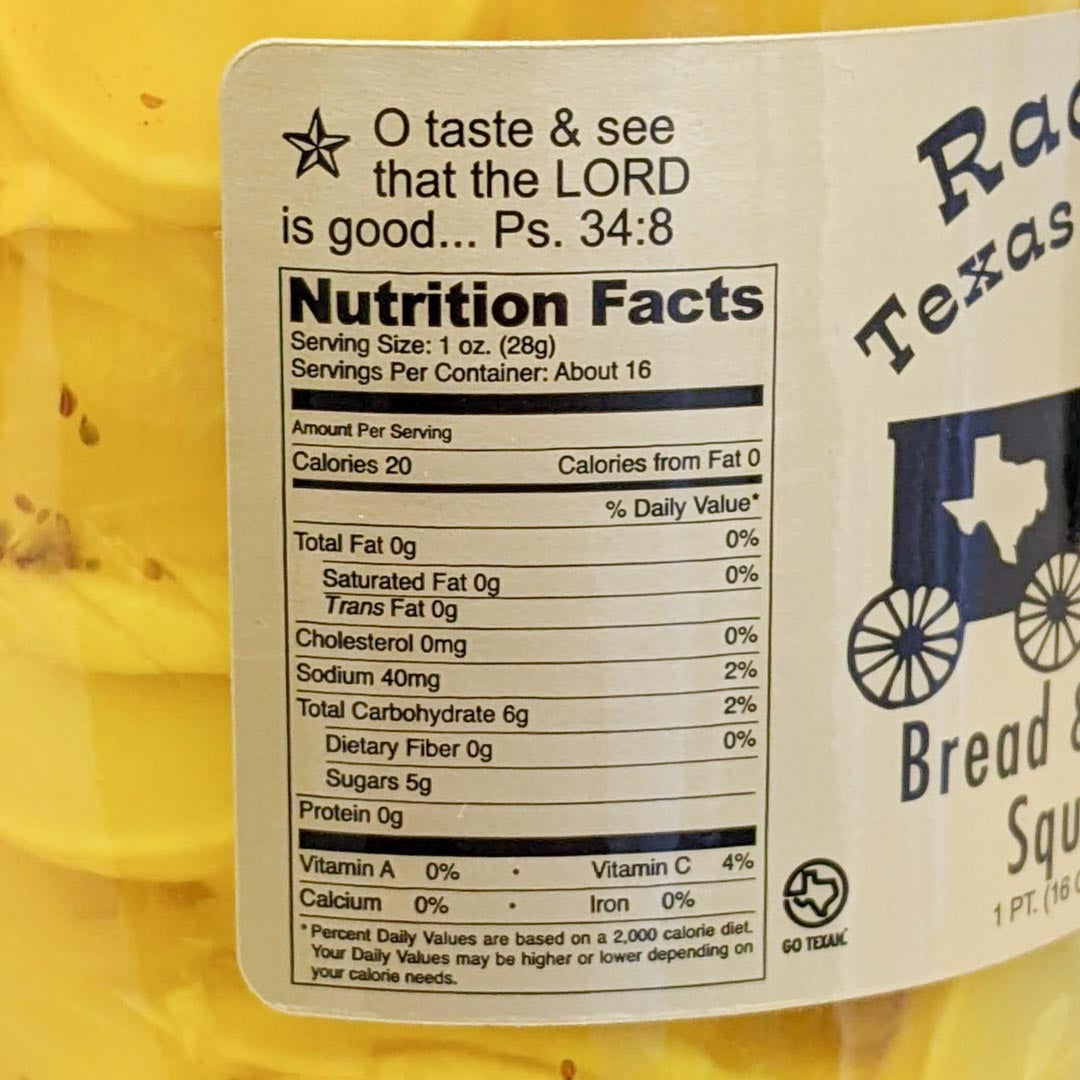 O taste & see
that the LORD
is good... Ps. 34:8
Nutrition Facts
Serving Size: 1 oz. (28g)
Servings Per Container: About 16
Amount Per Serving
Calories 20 Calories from Fat 0
% Daily Value*
Total Fat 0g 0%
Saturated Fat 0g 0%
Trans Fat 0g
Cholesterol 0mg 0%
Sodium 40mg 2%
Total Carbohydrate 6g 2%
Dietary Fiber 0g 0%
Sugars 5g
Protein 0g
Vitamin A 0% • Vitamin C 4%
Calcium 0% • Iron 0%
*Percent Daily Values are based on a 2,000 calorie diet.
Your Daily Values may be higher or lower depending on
your calorie needs.
GO TEXAN.
Texas
Bread &
1 PT. (16